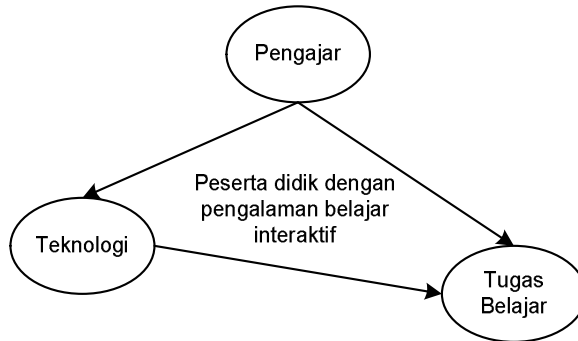 Pengajar
Peserta didik dengan
pengalaman belajar
interaktif
Teknologi
Tugas
Belajar